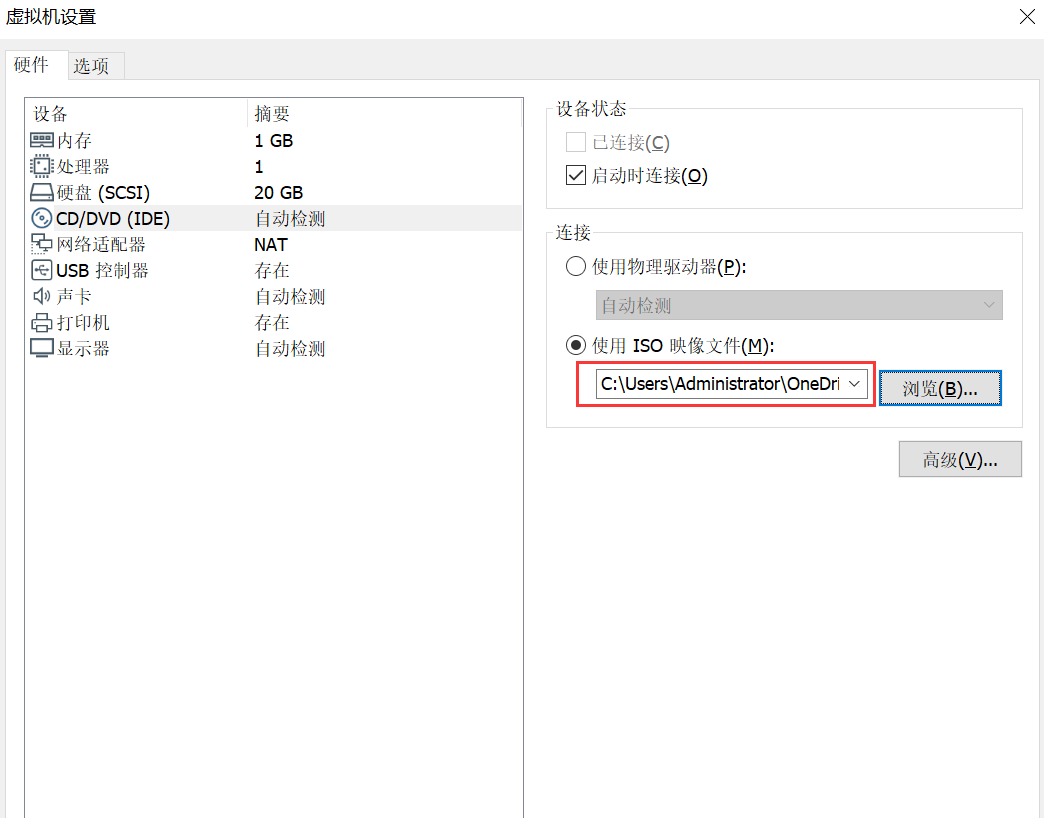 虚拟机设置
硬件 选项
设备 摘要
内存 1 GB
处理器 1
硬盘 (SCSI) 20 GB
CD/DVD (IDE) 自动检测
网络适配器 NAT
USB 控制器 存在
声卡 自动检测
打印机 存在
显示器 自动检测
设备状态
已连接(C)
启动时连接(O)
连接
使用物理驱动器(P):
自动检测
使用 ISO 映像文件(M):
C:\Users\Administrator\OneDri
浏览(B)...
高级(V)...